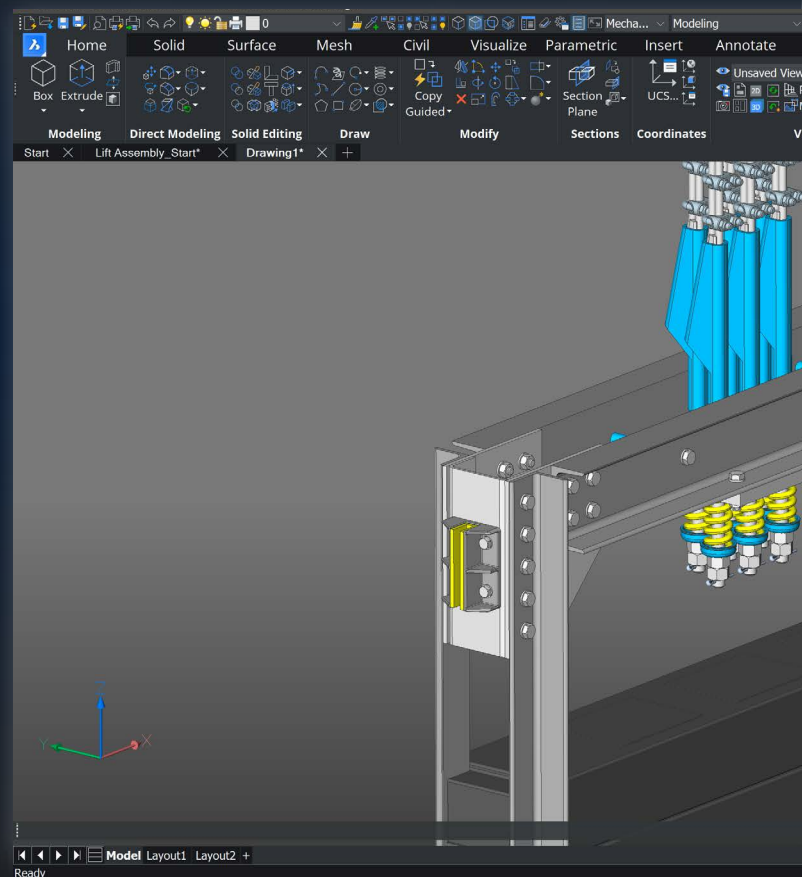 0 Mecha... Modeling
Home Solid Surface Mesh Civil Visualize Parametric Insert Annotate
Unsaved View
Box Extrude Copy Guided Section Plane UCS...
2D
3D
Modeling Direct Modeling Solid Editing Draw Modify Sections Coordinates
Start Lift Assembly_Start* Drawing1* +
Y X
Model Layout1 Layout2 +
Ready